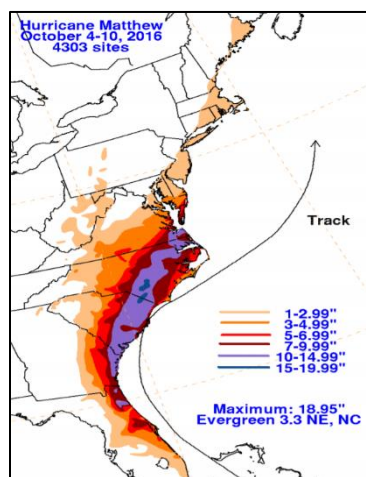 Hurricane Matthew
October 4-10, 2016
4303 sites
Track
1-2.99"
3-4.99"
5-6.99"
7-9.99"
10-14.99"
15-19.99"
Maximum: 18.95"
Evergreen 3.3 NE, NC